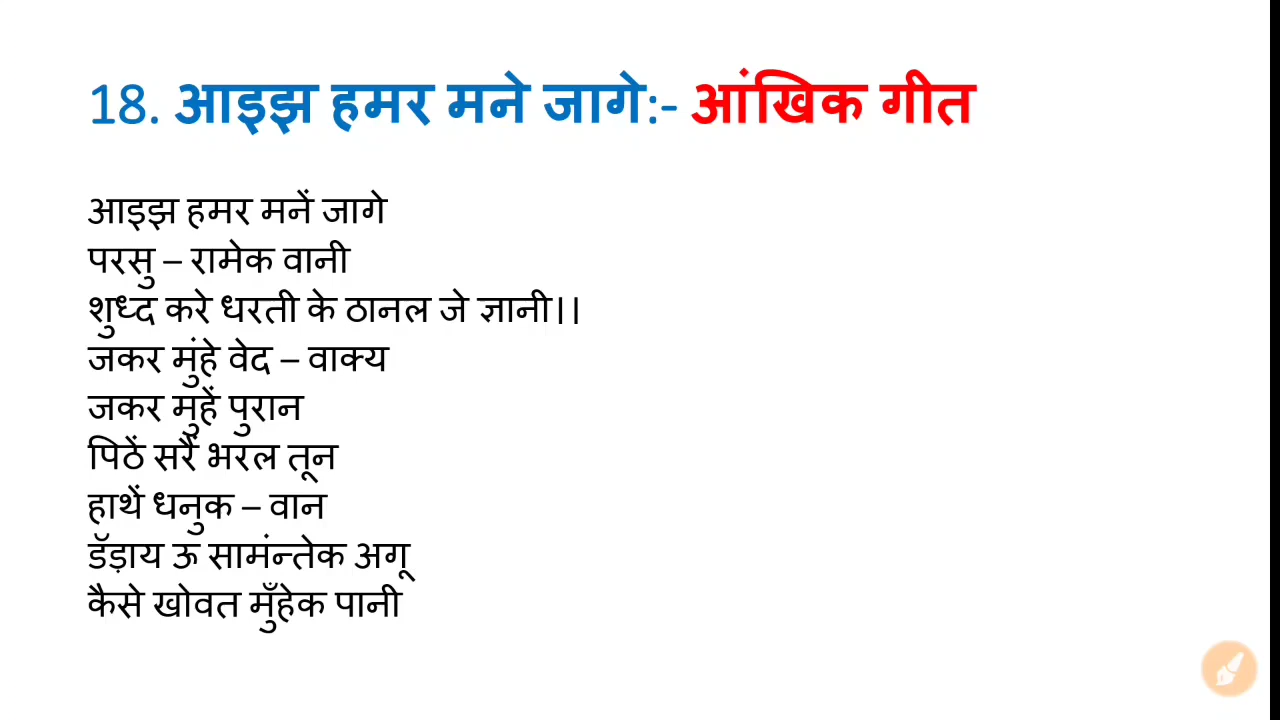 18. आइझ हमर मने जागे:- आंखिक गीत
आइझ हमर मनें जागे
परसु – रामेक वानी
शुध्द करे धरती के ठानल जे ज्ञानी।।
जकर मुंहे वेद – वाक्य
जकर मुहें पुरान
पिठें सरैं भरल तून
हाथें धनुक – वान
डॅड़ाय ऊ सामंन्तेक अगू
कैसे खोवत मुँहेक पानी